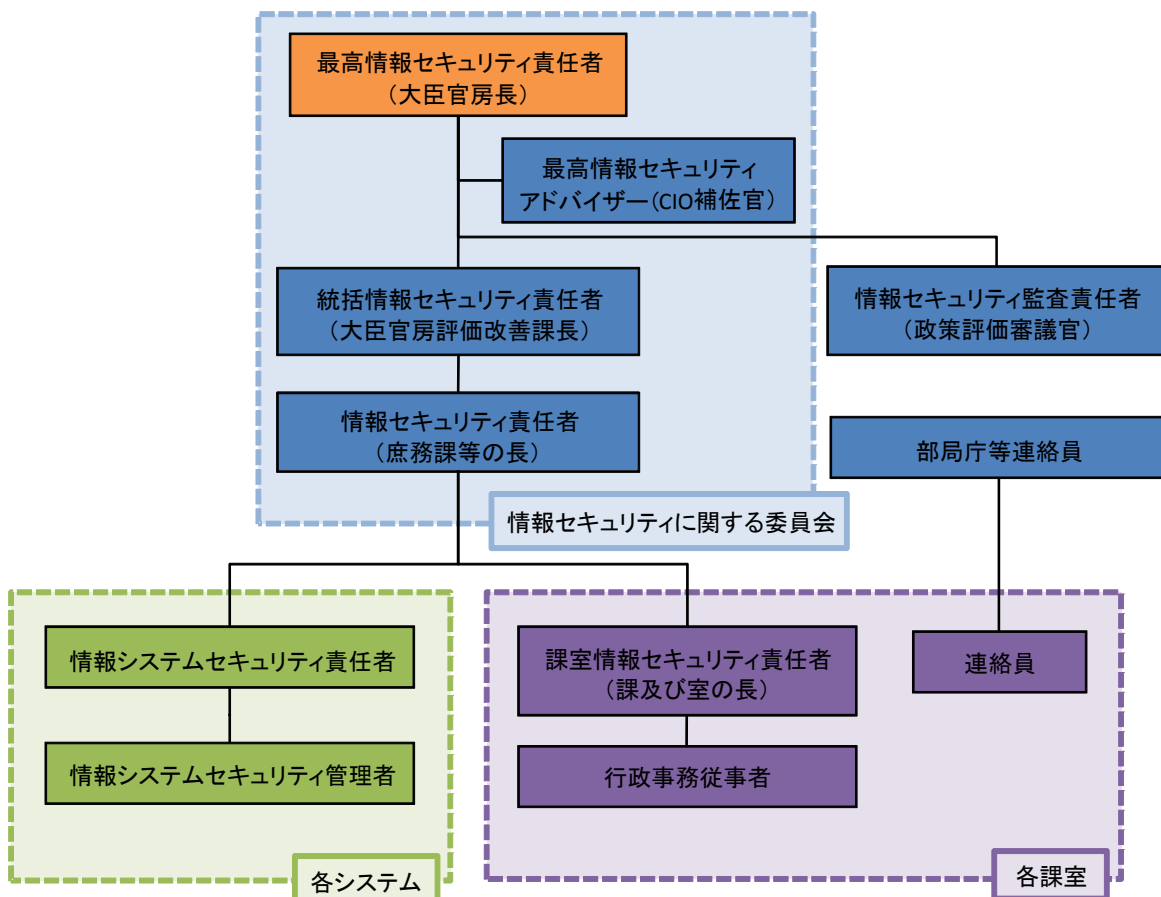 最高情報セキュリティ責任者
（大臣官房長）
最高情報セキュリティ
アドバイザー（CIO補佐官）
統括情報セキュリティ責任者
（大臣官房評価改善課長）
情報セキュリティ監査責任者
（政策評価審議官）
情報セキュリティ責任者
（庶務課等の長）
部局庁等連絡員
情報セキュリティに関する委員会
情報システムセキュリティ責任者
課室情報セキュリティ責任者
（課及び室の長）
連絡員
情報システムセキュリティ管理者
行政事務従事者
各システム
各課室